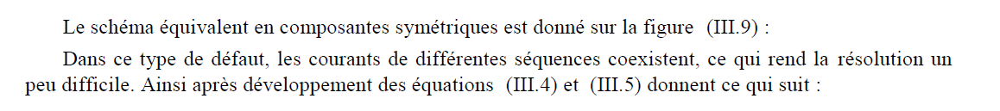 Le schéma équivalent en composantes symétriques est donné sur la figure (III.9) :
Dans ce type de défaut, les courants de différentes séquences coexistent, ce qui rend la résolution un
peu difficile. Ainsi après développement des équations (III.4) et (III.5) donnent ce qui suit :